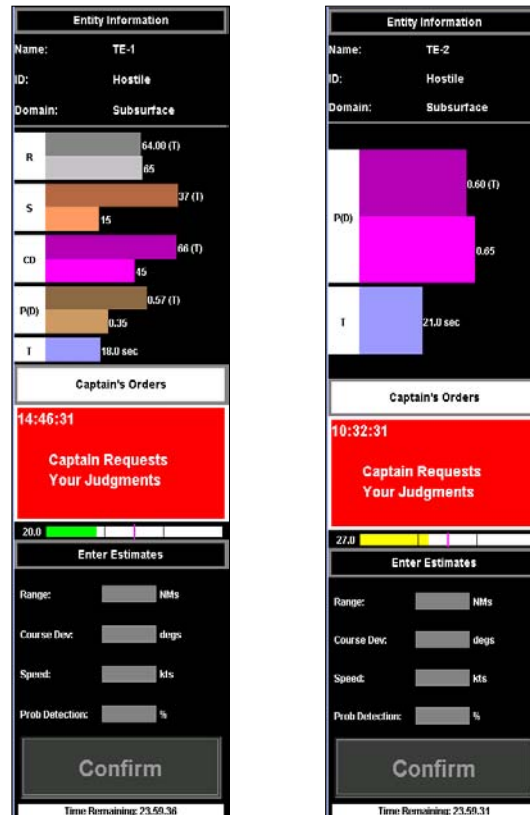 Entity Information
Name: TE-1
ID: Hostile
Domain: Subsurface
R 64.00 (T)
65
S 37 (T)
15
CD 66 (T)
45
P(D) 0.57 (T)
0.35
T 18.0 sec
Captain's Orders
14:46:31
Captain Requests
Your Judgments
20.0
Enter Estimates
Range: NMs
Course Dev: degs
Speed: kts
Prob Detection: %
Confirm
Time Remaining: 23.59.36
Entity Information
Name: TE-2
ID: Hostile
Domain: Subsurface
P(D) 0.60 (T)
0.65
T 21.0 sec
Captain's Orders
10:32:31
Captain Requests
Your Judgments
27.0
Enter Estimates
Range: NMs
Course Dev: degs
Speed: kts
Prob Detection: %
Confirm
Time Remaining: 23.59.31